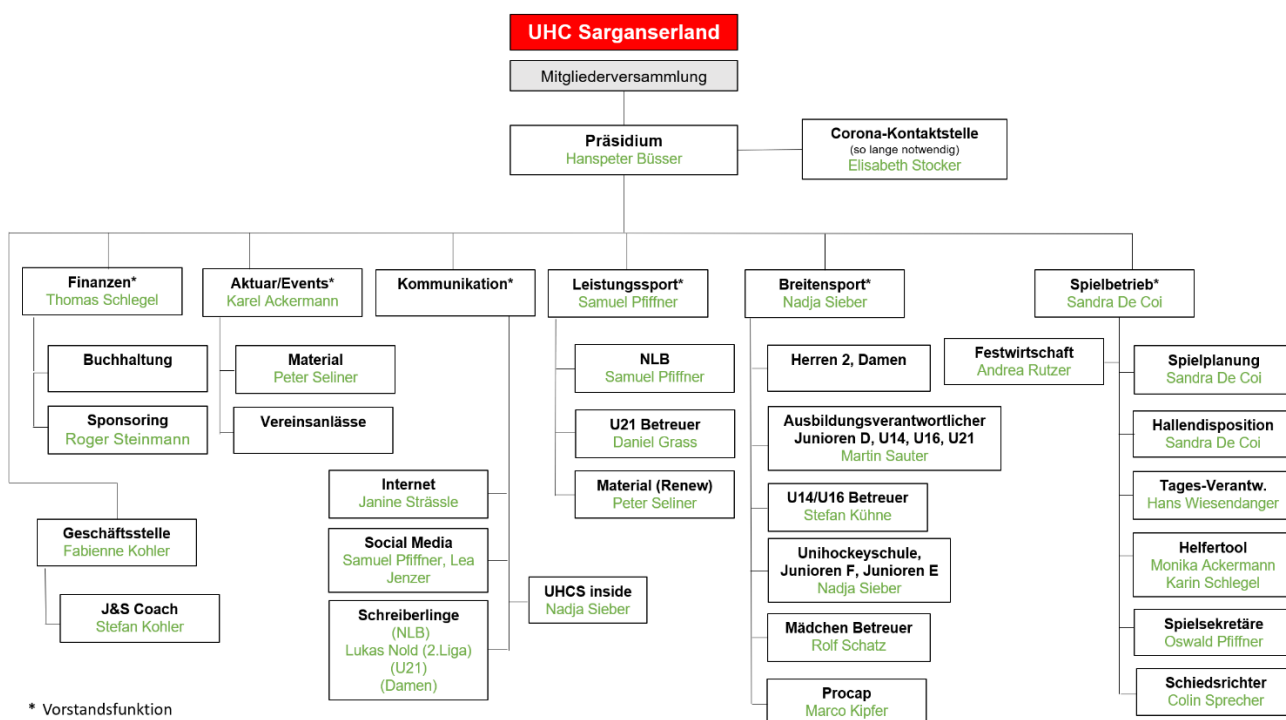 UHC Sarganserland
Mitgliederversammlung
Präsidium
Hanspeter Büsser
Corona-Kontaktstelle
(so lange notwendig)
Elisabeth Stocker
Finanzen*
Thomas Schlegel
Buchhaltung
Sponsoring
Roger Steinmann
Geschäftsstelle
Fabienne Kohler
J&S Coach
Stefan Kohler
Aktuar/Events*
Karel Ackermann
Material
Peter Seliner
Vereinsanlässe
Kommunikation*
Internet
Janine Strässle
Social Media
Samuel Pfiffner, Lea
Jenzer
Schreiberlinge
(NLB)
Lukas Nold (2.Liga)
(U21)
(Damen)
UHCS inside
Nadja Sieber
Leistungssport*
Samuel Pfiffner
NLB
Samuel Pfiffner
U21 Betreuer
Daniel Grass
Material (Renew)
Peter Seliner
Breitensport*
Nadja Sieber
Herren 2, Damen
Ausbildungsverantwortlicher
Junioren D, U14, U16, U21
Martin Sauter
U14/U16 Betreuer
Stefan Kühne
Unihockeyschule,
Junioren F, Junioren E
Nadja Sieber
Mädchen Betreuer
Rolf Schatz
Procap
Marco Kipfer
Spielbetrieb*
Sandra De Coi
Festwirtschaft
Andrea Rutzer
Spielplanung
Sandra De Coi
Hallendisposition
Sandra De Coi
Tages-Verantw.
Hans Wiesendanger
Helfertool
Monika Ackermann
Karin Schlegel
Spielsekretäre
Oswald Pfiffner
Schiedsrichter
Colin Sprecher
* Vorstandsfunktion